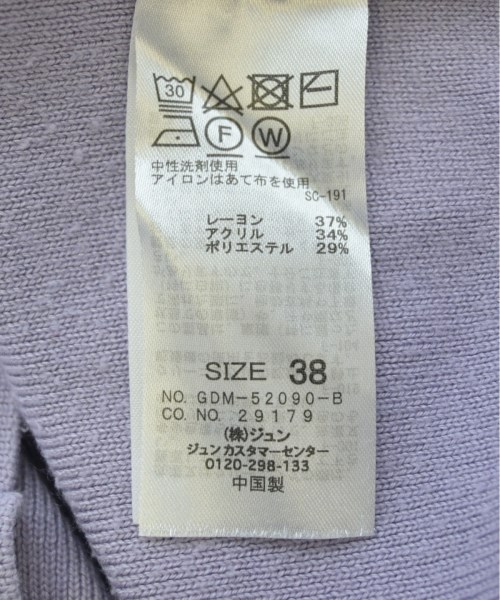 30
F W
中性洗剤使用
アイロンはあて布を使用
SC-191
レーヨン 37%
アクリル 34%
ポリエステル 29%
SIZE 38
NO. GDM-52090-B
CO. NO. 29179
(株)ジュン
ジュンカスタマーセンター
0120-298-133
中国製